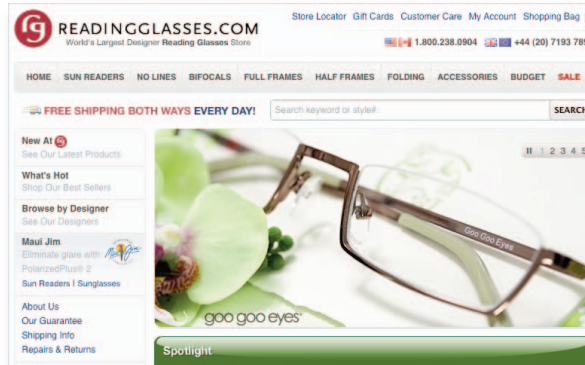 rg READINGGLASSES.COM
World's Largest Designer Reading Glasses Store
Store Locator Gift Cards Customer Care My Account Shopping Bag
1.800.238.0904 +44 (20) 7193 789
HOME SUN READERS NO LINES BIFOCALS FULL FRAMES HALF FRAMES FOLDING ACCESSORIES BUDGET SALE
FREE SHIPPING BOTH WAYS EVERY DAY!
Search keyword or style#:
SEARCH
New At rg
See Our Latest Products
What's Hot
Shop Our Best Sellers
Browse by Designer
See Our Designers
Maui Jim
Eliminate glare with Maui Jim
PolarizedPlus® 2
Sun Readers | Sunglasses
About Us
Our Guarantee
Shipping Info
Repairs & Returns
1 2 3 4 5
Goo Goo Eyes
goo goo eyes
Spotlight